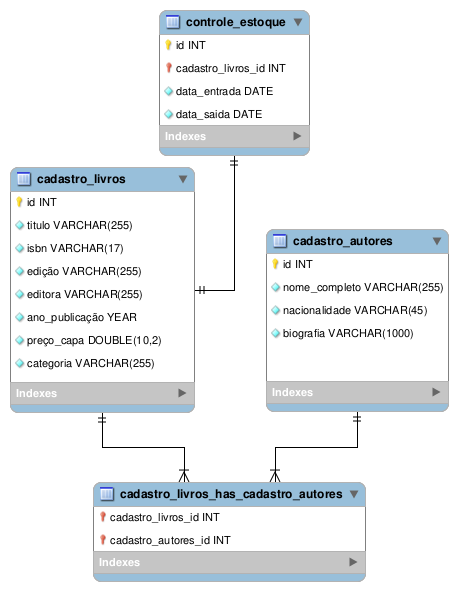 controle_estoque
id INT
cadastro_livros_id INT
data_entrada DATE
data_saida DATE
Indexes
cadastro_livros
id INT
titulo VARCHAR(255)
isbn VARCHAR(17)
edição VARCHAR(255)
editora VARCHAR(255)
ano_publicação YEAR
preço_capa DOUBLE(10,2)
categoria VARCHAR(255)
Indexes
cadastro_autores
id INT
nome_completo VARCHAR(255)
nacionalidade VARCHAR(45)
biografia VARCHAR(1000)
Indexes
cadastro_livros_has_cadastro_autores
cadastro_livros_id INT
cadastro_autores_id INT
Indexes